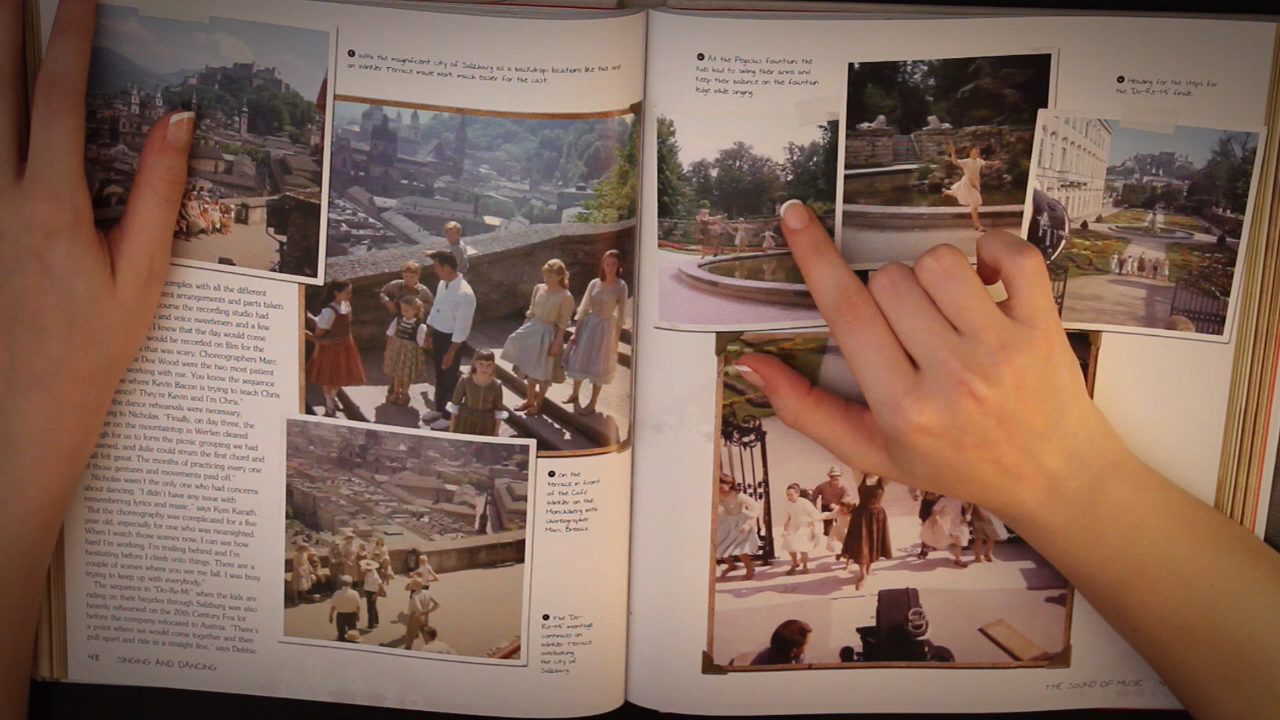 With the magnificent city of Salzburg as a backdrop, locations like this one
on Winkler Terrace made work much easier for the cast
complex with all the different
arrangements and parts taken
course the recording studio had
and voice sweeteners and a few
I knew that the day would come
would be recorded on film for the
that was scary. Choreographers Marc
Dee Wood were the two most patient
working with me. You know the sequence
where Kevin Bacon is trying to teach Chris
dance? They're Kevin and I'm Chris."
the dance rehearsals were necessary,
to Nicholas. "Finally, on day three, the
on the mountaintop in Werfen cleared
for us to form the picnic grouping we had
and Julie could strum the first chord and
felt great. The months of practicing every one
of those gestures and movements paid off."
Nicholas wasn't the only one who had concerns
about dancing. "I didn't have any issue with
remembering lyrics and music," says Kym Karath.
"But the choreography was complicated for a five
year old, especially for one who was nearsighted.
When I watch those scenes now, I can see how
hard I'm working. I'm trailing behind and I'm
hesitating before I climb onto things. There are a
couple of scenes where you see me fall. I was busy
trying to keep up with everybody."
The sequence in "Do-Re-Mi" when the kids are
riding on their bicycles through Salzburg was also
heavily rehearsed on the 20th Century Fox lot
before the company relocated to Austria. "There's
a point where we would come together and then
pull apart and ride in a straight line," says Debbie.
48 SINGING AND DANCING
On the
terrace in front
of the Café
Winkler on the
Mönchsberg with
choreographer
Marc Breaux
The "Do-
Re-Mi" montage
continues on
Winkler Terrace
overlooking
the city of
Salzburg
At the Pegasus fountain: the
kids had to swing their arms and
keep their balance on the fountain
ledge while singing.
Heading for the steps for
the "Do-Re-Mi" finale.
THE SOUND OF MUSIC